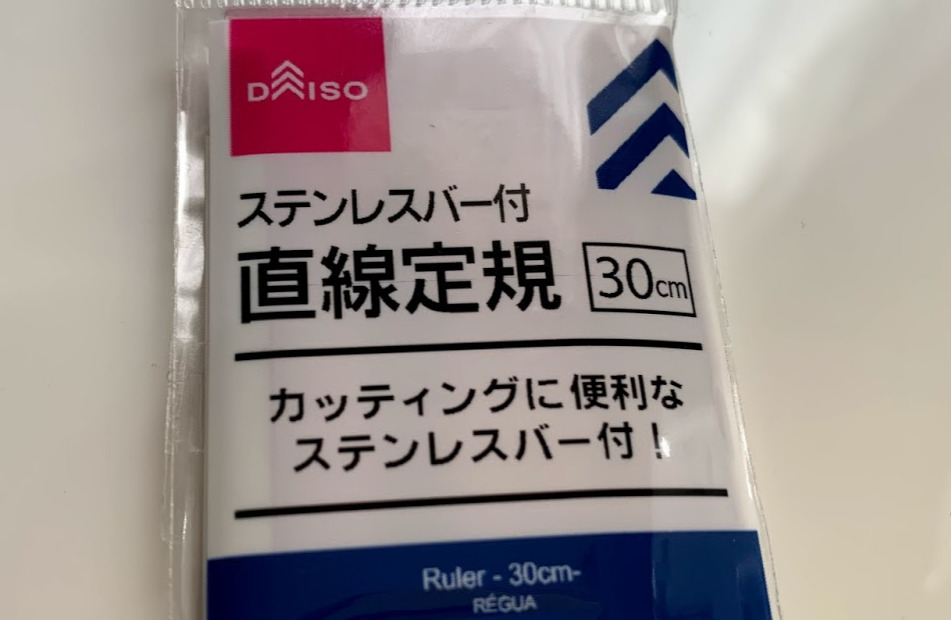 DAISO
ステンレスバー付
直線定規 30cm
カッティングに便利な
ステンレスバー付!
Ruler - 30cm-
RÉGUA